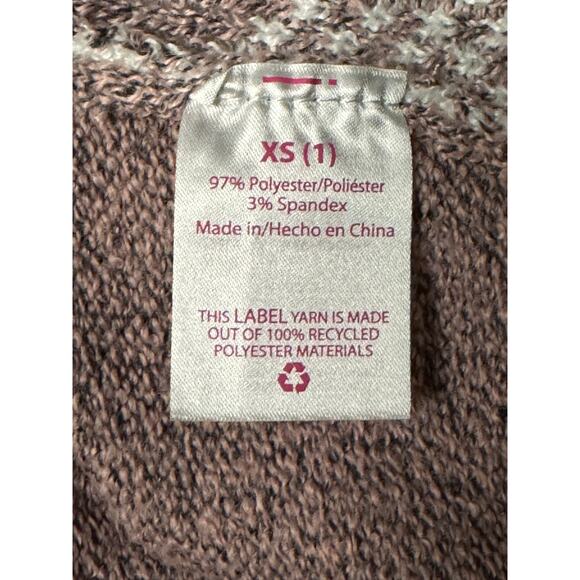 XS (1)
97% Polyester/Poliéster
3% Spandex
Made in/Hecho en China
THIS LABEL YARN IS MADE
OUT OF 100% RECYCLED
POLYESTER MATERIALS